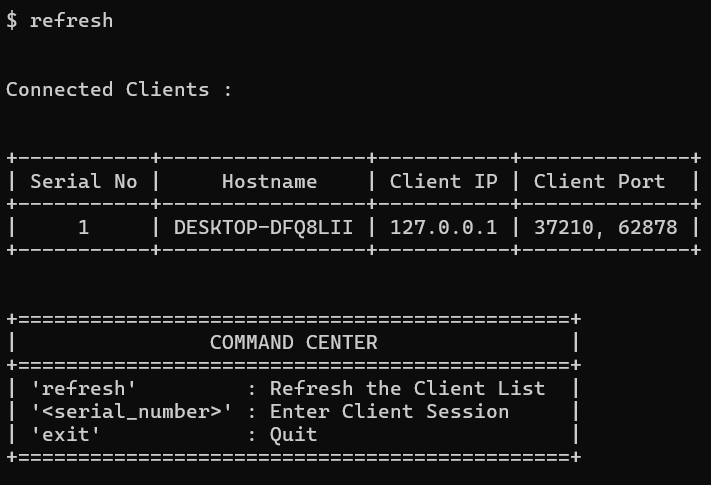 $ refresh
Connected Clients :
+-----------+-----------------+-----------+--------------+
| Serial No |     Hostname    | Client IP | Client Port  |
+-----------+-----------------+-----------+--------------+
|     1     | DESKTOP-DFQ8LII | 127.0.0.1 | 37210, 62878 |
+-----------+-----------------+-----------+--------------+
+==============================================+
|                COMMAND CENTER                |
+==============================================+
| 'refresh'         : Refresh the Client List  |
| '<serial_number>' : Enter Client Session     |
| 'exit'            : Quit                     |
+==============================================+